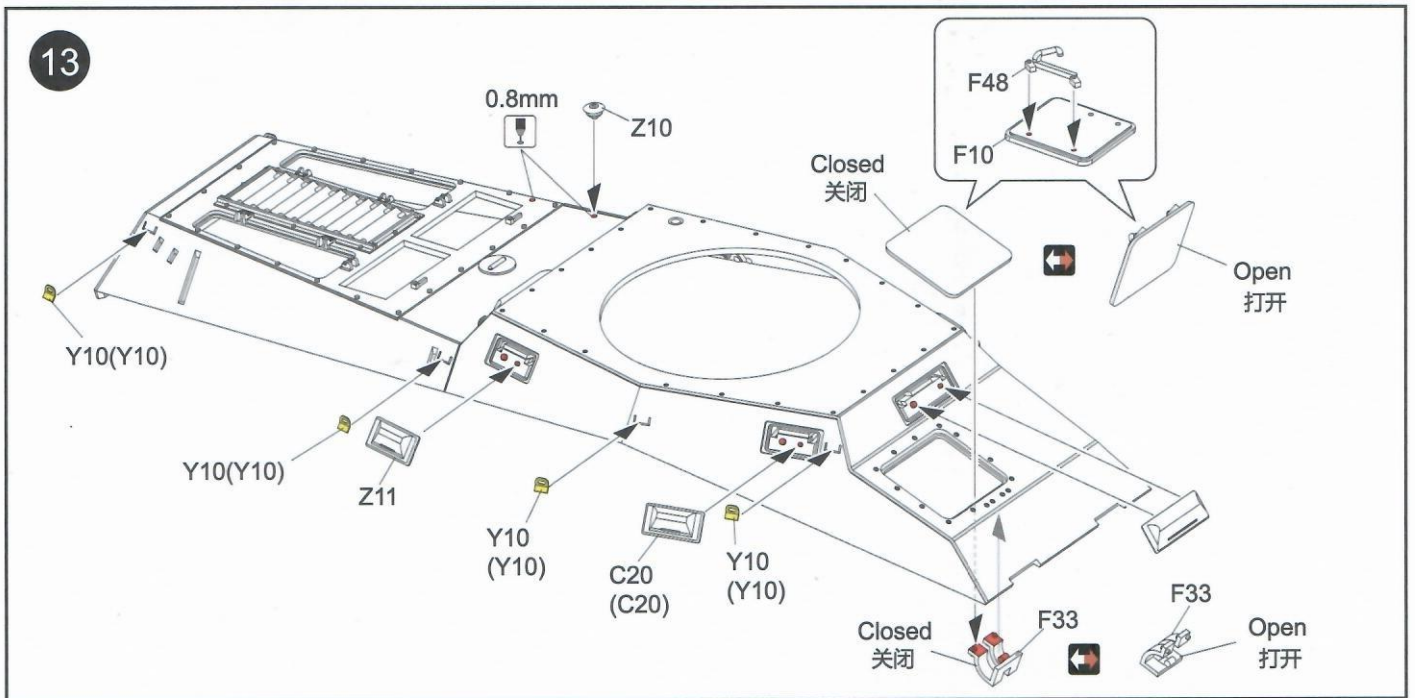 13
0.8mm
Z10
F48
F10
Closed
关闭
Open
打开
Y10(Y10)
Y10(Y10)
Z11
Y10
(Y10)
C20
(C20)
Y10
(Y10)
Closed
关闭
F33
F33
Open
打开